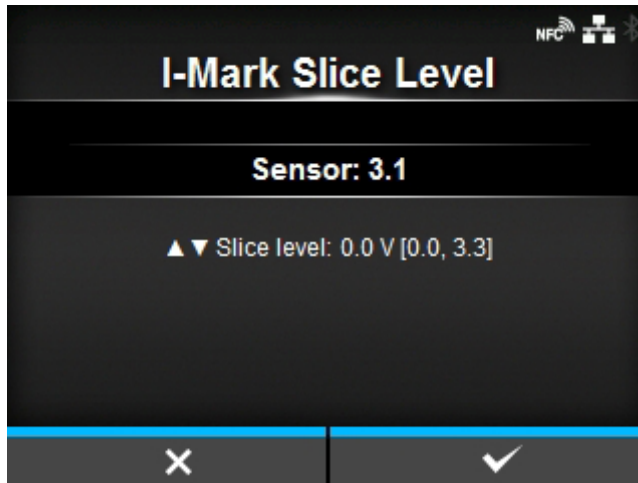 NFC
I-Mark Slice Level
Sensor: 3.1
▲▼ Slice level: 0.0 V [0.0, 3.3]